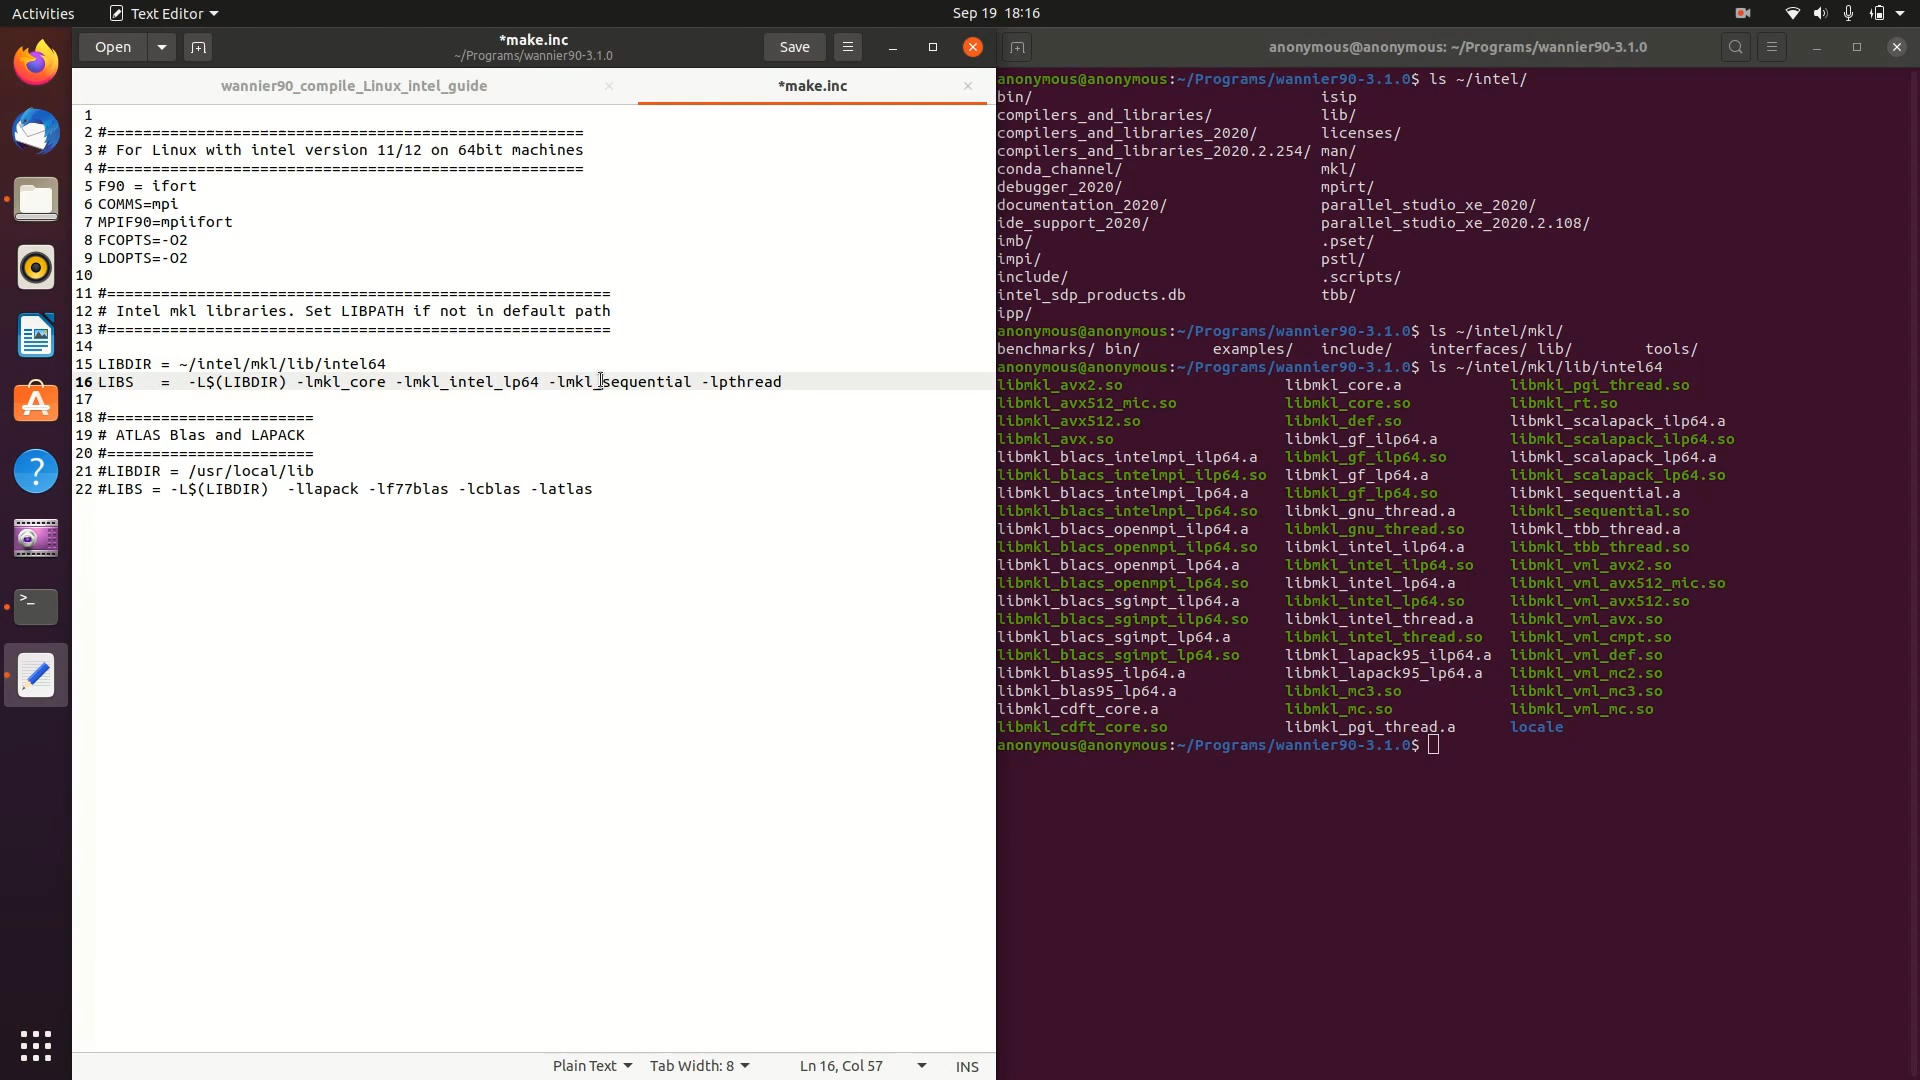 Activities
Text Editor
Sep 19 18:16
Open
*make.inc
~/Programs/wannier90-3.1.0
Save
wannier90_compile_Linux_intel_guide
*make.inc
1
2 #=====================================================
3 # For Linux with intel version 11/12 on 64bit machines
4 #=====================================================
5 F90 = ifort
6 COMMS=mpi
7 MPIF90=mpiifort
8 FCOPTS=-O2
9 LDOPTS=-O2
10
11 #========================================================
12 # Intel mkl libraries. Set LIBPATH if not in default path
13 #========================================================
14
15 LIBDIR = ~/intel/mkl/lib/intel64
16 LIBS   =  -L$(LIBDIR) -lmkl_core -lmkl_intel_lp64 -lmkl_sequential -lpthread
17
18 #=======================
19 # ATLAS Blas and LAPACK
20 #=======================
21 #LIBDIR = /usr/local/lib
22 #LIBS = -L$(LIBDIR)  -llapack -lf77blas -lcblas -latlas
Plain Text
Tab Width: 8
Ln 16, Col 57
INS
anonymous@anonymous: ~/Programs/wannier90-3.1.0
anonymous@anonymous:~/Programs/wannier90-3.1.0$ ls ~/intel/
bin/ isip
compilers_and_libraries/ lib/
compilers_and_libraries_2020/ licenses/
compilers_and_libraries_2020.2.254/ man/
conda_channel/ mkl/
debugger_2020/ mpirt/
documentation_2020/ parallel_studio_xe_2020/
ide_support_2020/ parallel_studio_xe_2020.2.108/
imb/ .pset/
impi/ pstl/
include/ .scripts/
intel_sdp_products.db tbb/
ipp/
anonymous@anonymous:~/Programs/wannier90-3.1.0$ ls ~/intel/mkl/
benchmarks/ bin/ examples/ include/ interfaces/ lib/ tools/
anonymous@anonymous:~/Programs/wannier90-3.1.0$ ls ~/intel/mkl/lib/intel64
libmkl_avx2.so libmkl_core.a libmkl_pgi_thread.so
libmkl_avx512_mic.so libmkl_core.so libmkl_rt.so
libmkl_avx512.so libmkl_def.so libmkl_scalapack_ilp64.a
libmkl_avx.so libmkl_gf_ilp64.a libmkl_scalapack_ilp64.so
libmkl_blacs_intelmpi_ilp64.a libmkl_gf_ilp64.so libmkl_scalapack_lp64.a
libmkl_blacs_intelmpi_ilp64.so libmkl_gf_lp64.a libmkl_scalapack_lp64.so
libmkl_blacs_intelmpi_lp64.a libmkl_gf_lp64.so libmkl_sequential.a
libmkl_blacs_intelmpi_lp64.so libmkl_gnu_thread.a libmkl_sequential.so
libmkl_blacs_openmpi_ilp64.a libmkl_gnu_thread.so libmkl_tbb_thread.a
libmkl_blacs_openmpi_ilp64.so libmkl_intel_ilp64.a libmkl_tbb_thread.so
libmkl_blacs_openmpi_lp64.a libmkl_intel_ilp64.so libmkl_vml_avx2.so
libmkl_blacs_openmpi_lp64.so libmkl_intel_lp64.a libmkl_vml_avx512_mic.so
libmkl_blacs_sgimpt_ilp64.a libmkl_intel_lp64.so libmkl_vml_avx512.so
libmkl_blacs_sgimpt_ilp64.so libmkl_intel_thread.a libmkl_vml_avx.so
libmkl_blacs_sgimpt_lp64.a libmkl_intel_thread.so libmkl_vml_cmpt.so
libmkl_blacs_sgimpt_lp64.so libmkl_lapack95_ilp64.a libmkl_vml_def.so
libmkl_blas95_ilp64.a libmkl_lapack95_lp64.a libmkl_vml_mc2.so
libmkl_blas95_lp64.a libmkl_mc3.so libmkl_vml_mc3.so
libmkl_cdft_core.a libmkl_mc.so libmkl_vml_mc.so
libmkl_cdft_core.so libmkl_pgi_thread.a locale
anonymous@anonymous:~/Programs/wannier90-3.1.0$